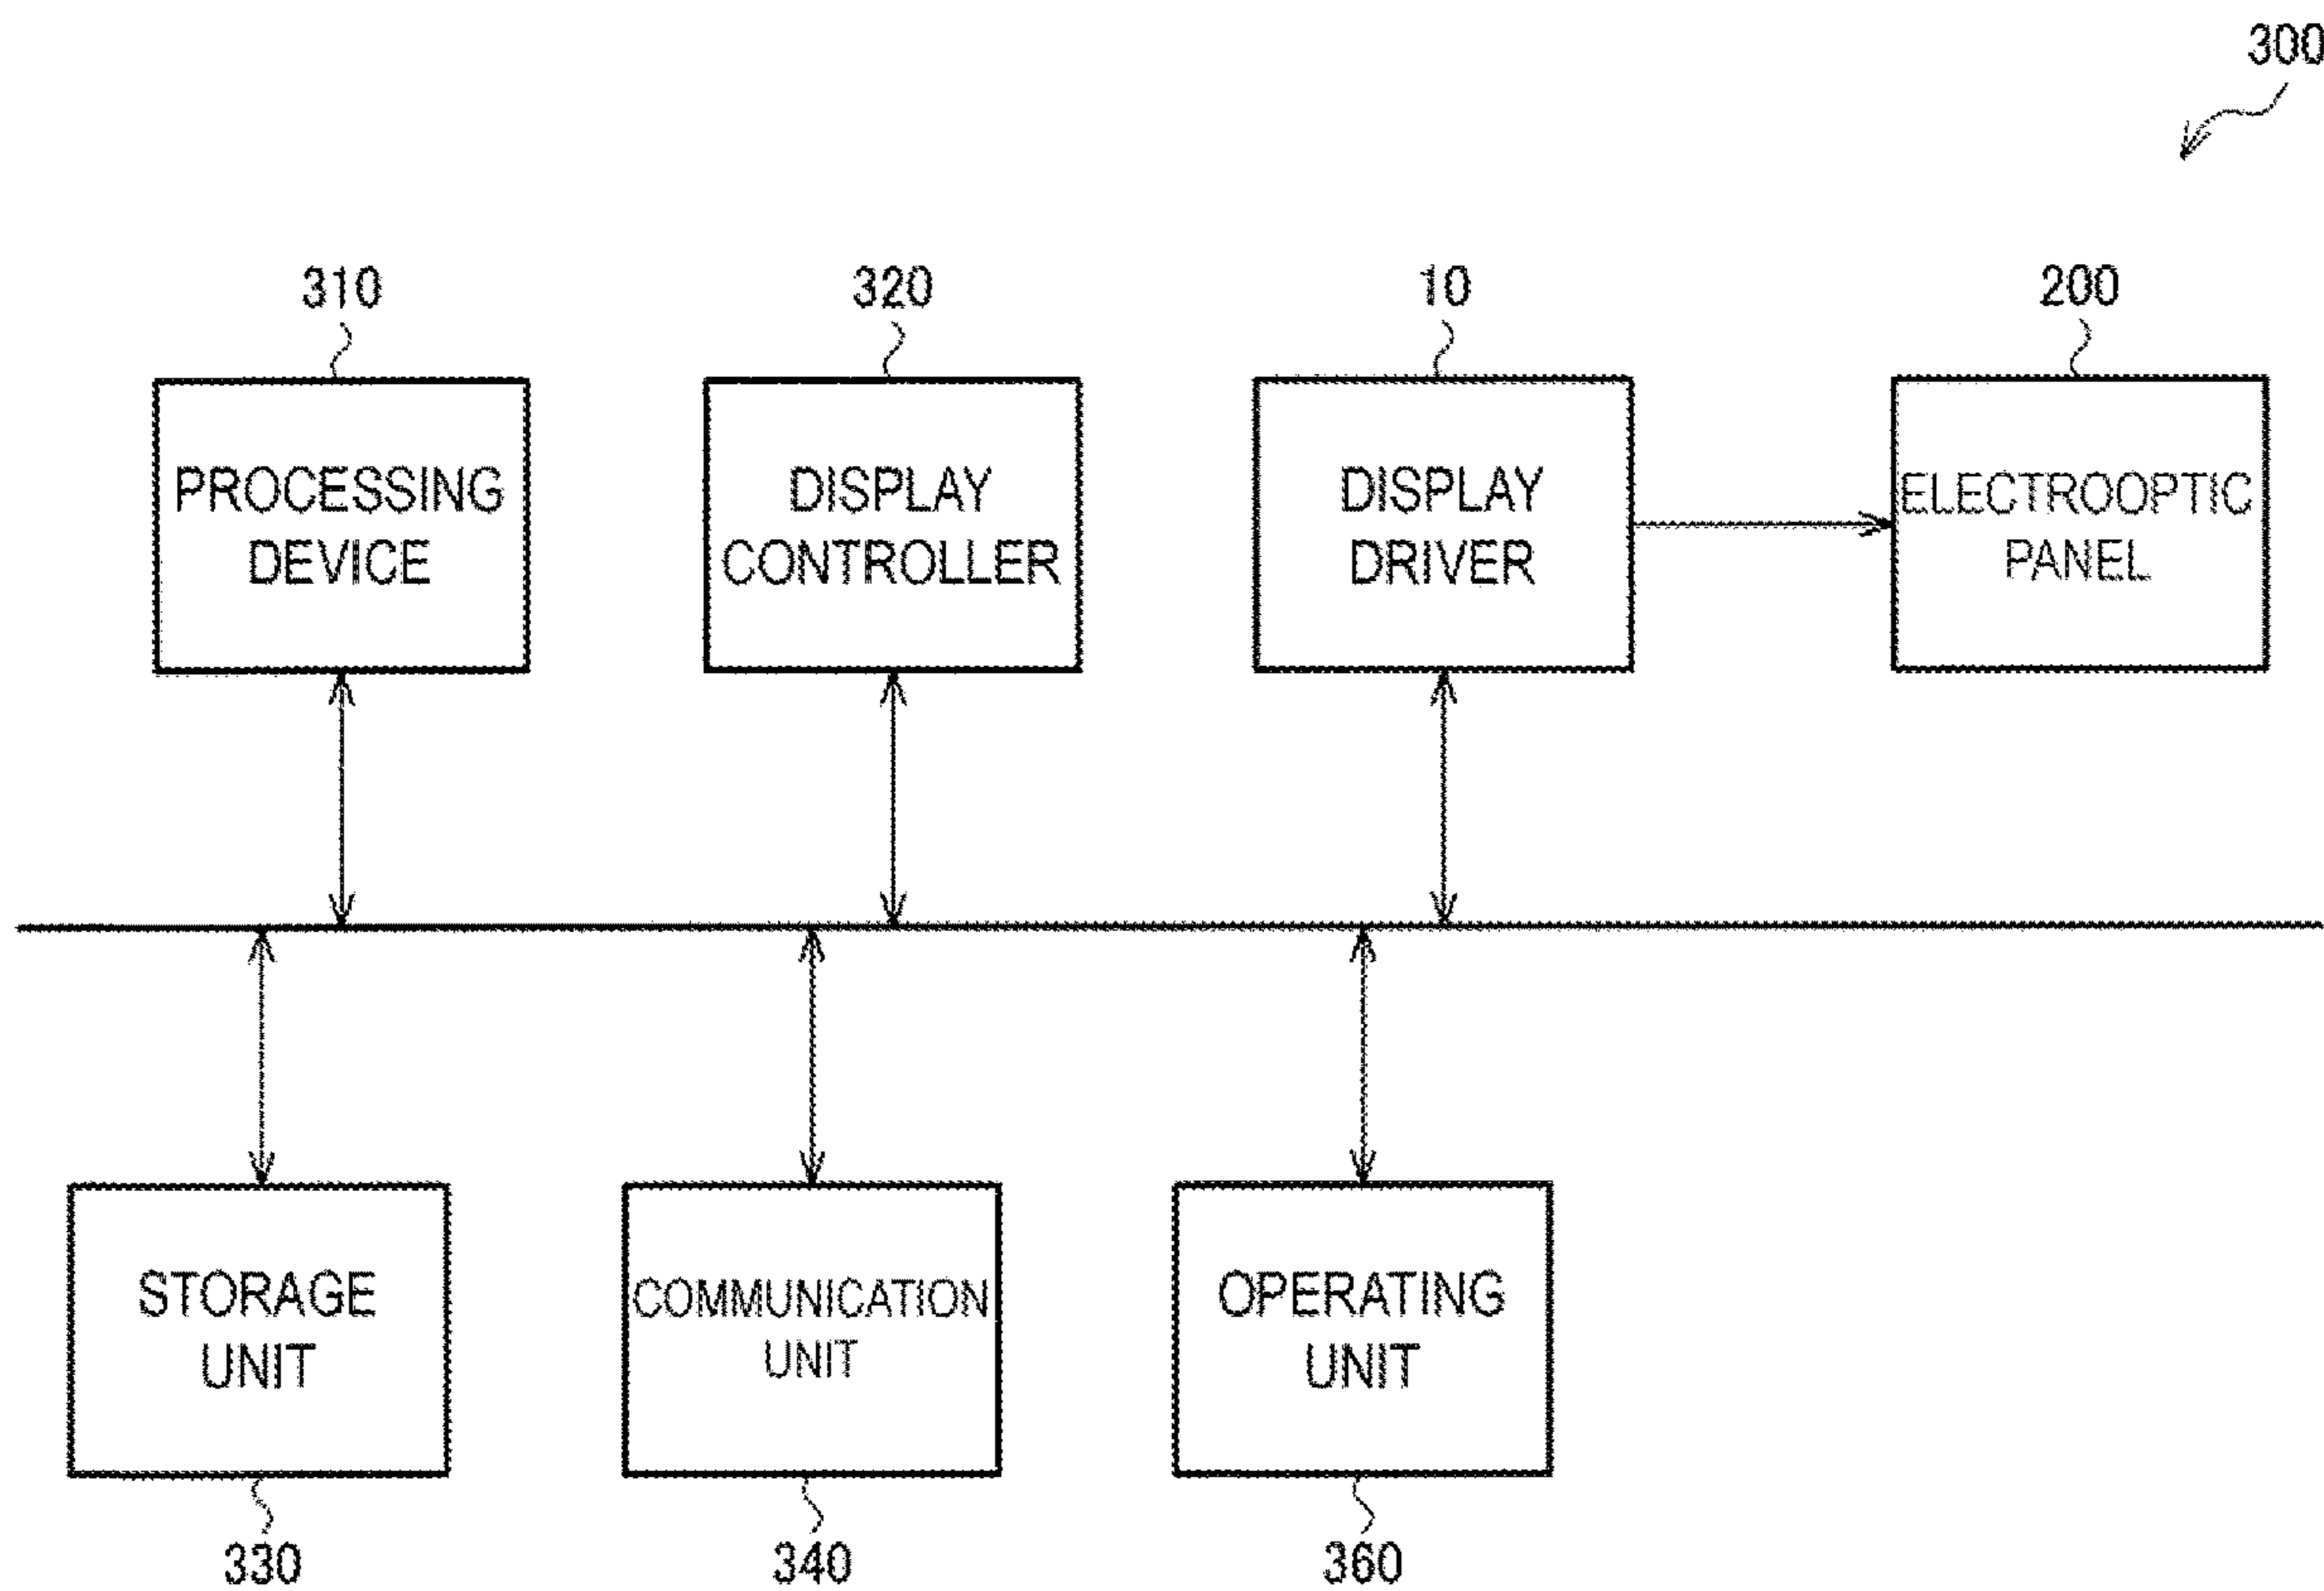 300
310
320
10
200
PROCESSING
DEVICE
DISPLAY
CONTROLLER
DISPLAY
DRIVER
ELECTROOPTIC
PANEL
STORAGE
UNIT
COMMUNICATION
UNIT
OPERATING
UNIT
330
340
360